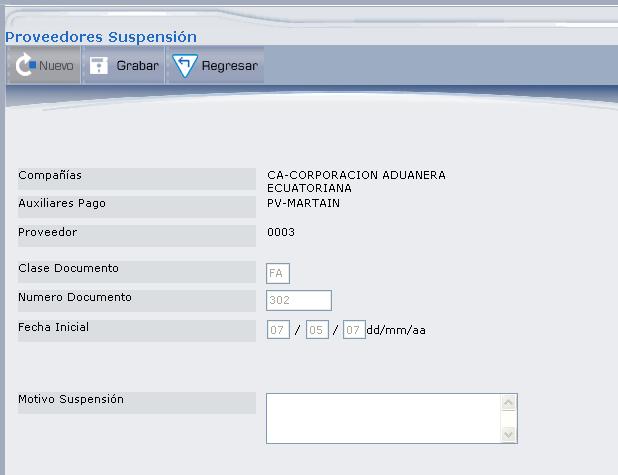 Proveedores Suspensión
Nuevo Grabar Regresar
Compañías CA-CORPORACION ADUANERA
ECUATORIANA
Auxiliares Pago PV-MARTAIN
Proveedor 0003
Clase Documento FA
Numero Documento 302
Fecha Inicial 07 / 05 / 07 dd/mm/aa
Motivo Suspensión